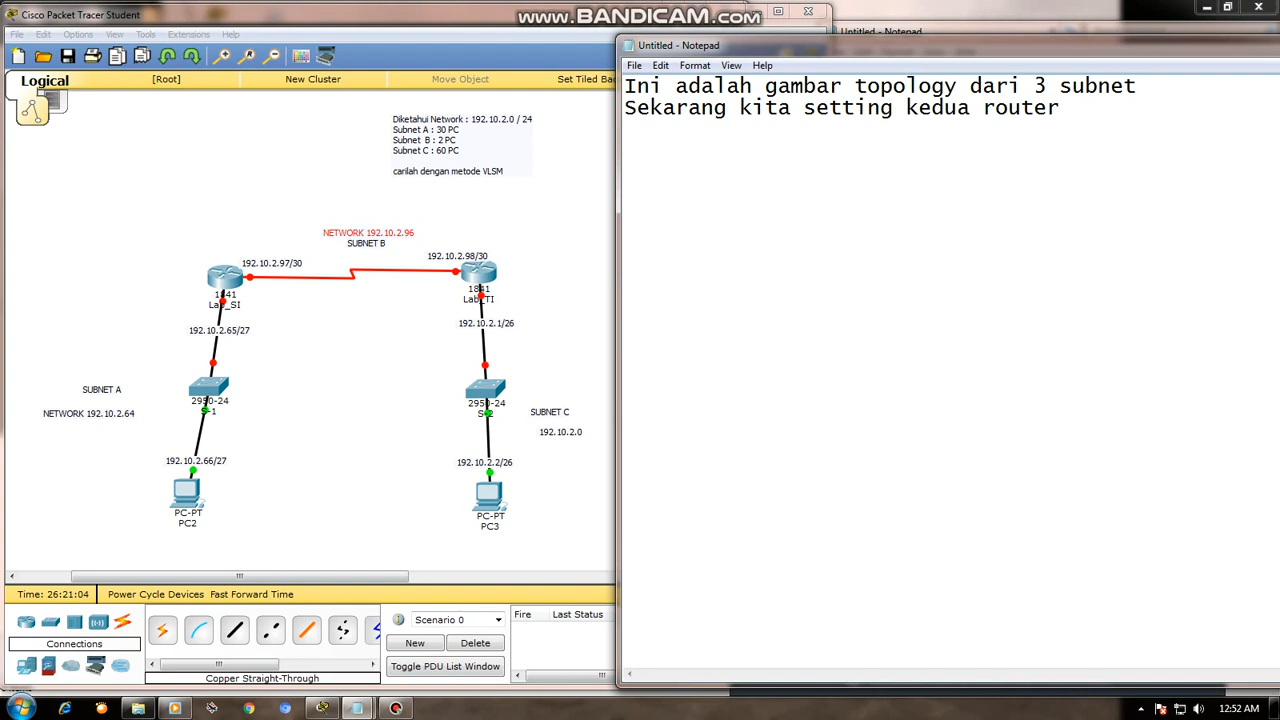 Cisco Packet Tracer Student
www.BANDICAM.com
File Edit Options View Tools Extensions Help
Logical
[Root]
New Cluster
Move Object
Set Tiled Back
Diketahui Network : 192.10.2.0 / 24
Subnet A : 30 PC
Subnet B : 2 PC
Subnet C : 60 PC
carilah dengan metode VLSM
NETWORK 192.10.2.96
SUBNET B
192.10.2.97/30
192.10.2.98/30
1841
Lab_SI
1841
Lab_TI
192.10.2.65/27
192.10.2.1/26
SUBNET A
NETWORK 192.10.2.64
2950-24
S-1
2950-24
SUBNET C
192.10.2.0
192.10.2.66/27
192.10.2.2/26
PC-PT
PC2
PC-PT
PC3
Time: 26:21:04
Power Cycle Devices Fast Forward Time
Connections
Copper Straight-Through
Scenario 0
New
Delete
Toggle PDU List Window
Fire
Last Status
Untitled - Notepad
Untitled - Notepad
File Edit Format View Help
Ini adalah gambar topology dari 3 subnet
Sekarang kita setting kedua router
12:52 AM